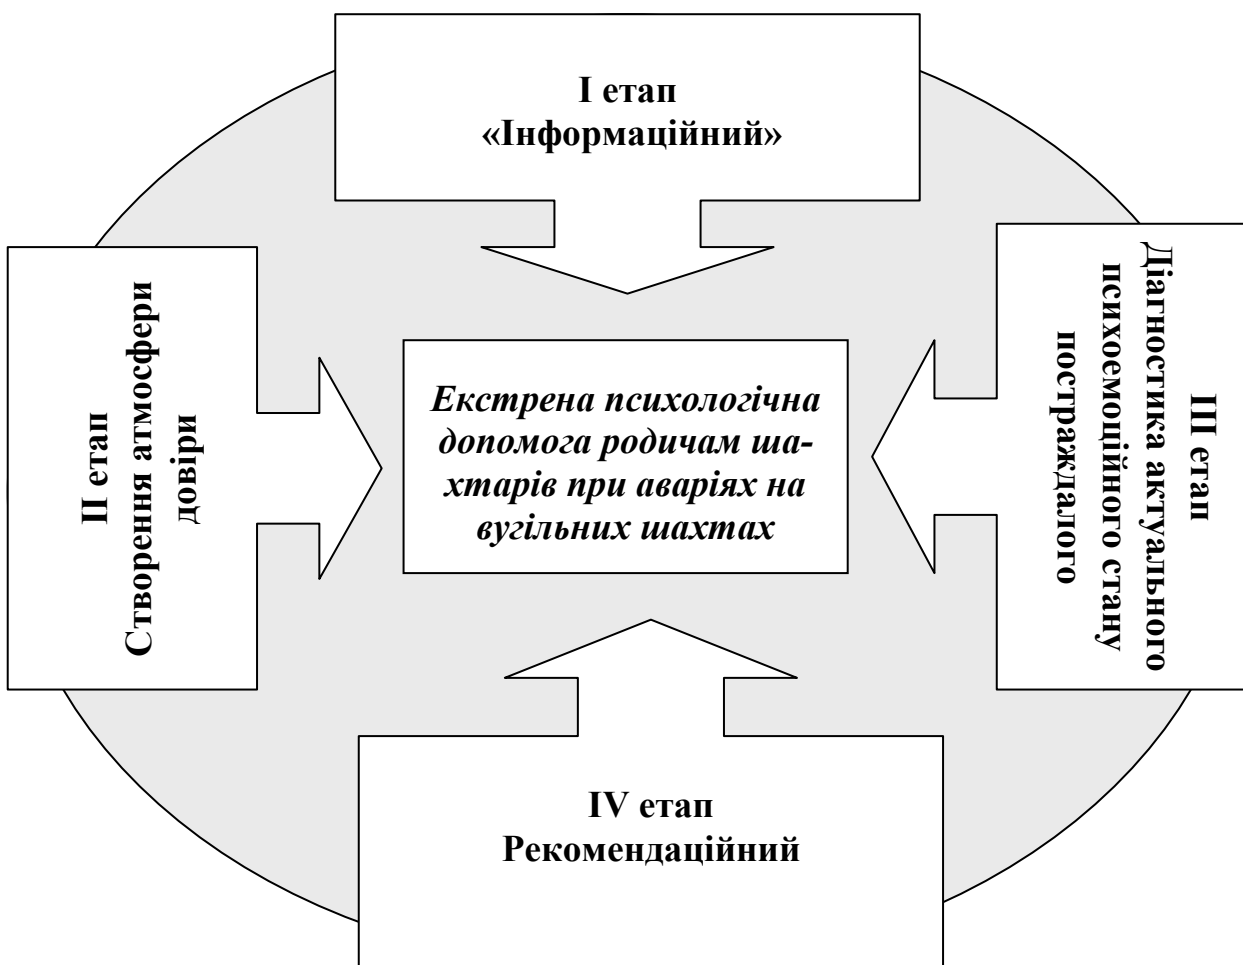 I етап
«Інформаційний»
II етап
Створення атмосфери
довіри
Екстрена психологічна
допомога родичам ша-
хтарів при аваріях на
вугільних шахтах
III етап
Діагностика актуального
психоемоційного стану
постраждалого
IV етап
Рекомендаційний